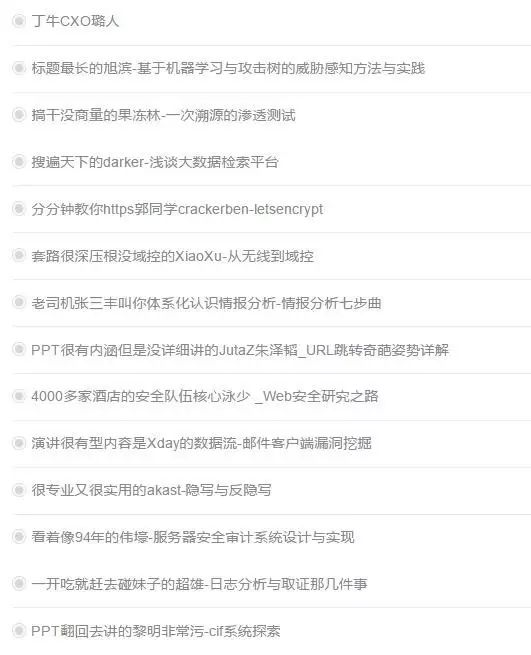 丁牛CXO璐人
标题最长的旭滨-基于机器学习与攻击树的威胁感知方法与实践
搞干没商量的果冻林-一次溯源的渗透测试
搜遍天下的darker-浅谈大数据检索平台
分分钟教你https郭同学crackerben-letsencrypt
套路很深压根没域控的XiaoXu-从无线到域控
老司机张三丰叫你体系化认识情报分析-情报分析七步曲
PPT很有内涵但是没详细讲的JutaZ朱泽韬_URL跳转奇葩姿势详解
4000多家酒店的安全队伍核心泳少 _Web安全研究之路
演讲很有型内容是Xday的数据流-邮件客户端漏洞挖掘
很专业又很实用的akast-隐写与反隐写
看着像94年的伟壕-服务器安全审计系统设计与实现
一开吃就赶去碰妹子的超雄-日志分析与取证那几件事
PPT翻回去讲的黎明非常污-cif系统探索